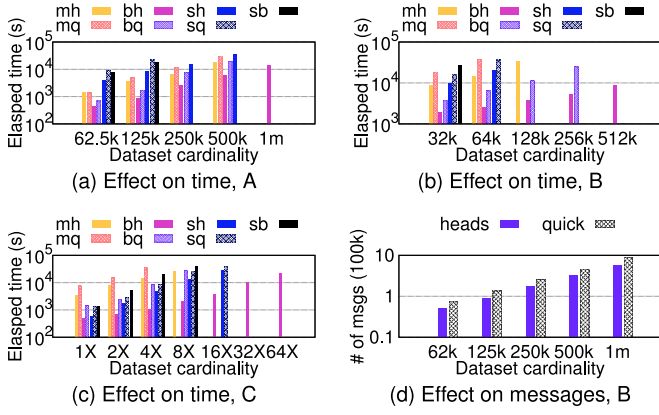 mh bh sh sb
mq bq sq
Elasped time (s)
10^5
10^4
10^3
10^2
62.5k 125k 250k 500k 1m
Dataset cardinality
(a) Effect on time, A
mh bh sh sb
mq bq sq
Elasped time (s)
10^5
10^4
10^3
32k 64k 128k 256k 512k
Dataset cardinality
(b) Effect on time, B
mh bh sh sb
mq bq sq
Elasped time (s)
10^5
10^4
10^3
10^2
1X 2X 4X 8X 16X 32X 64X
Dataset cardinality
(c) Effect on time, C
heads quick
# of msgs (100k)
10
1
0.1
62k 125k 250k 500k 1m
Dataset cardinality
(d) Effect on messages, B